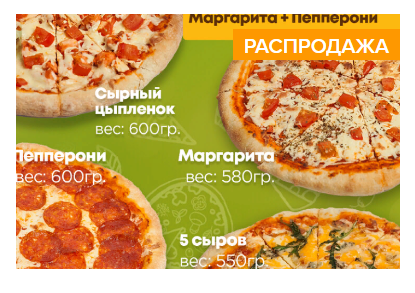 Маргарита + Пепперони
РАСПРОДАЖА
Сырный
цыпленок
вес: 600гр.
Пепперони
вес: 600гр.
Маргарита
вес: 580гр.
5 сыров
вес: 550гр.